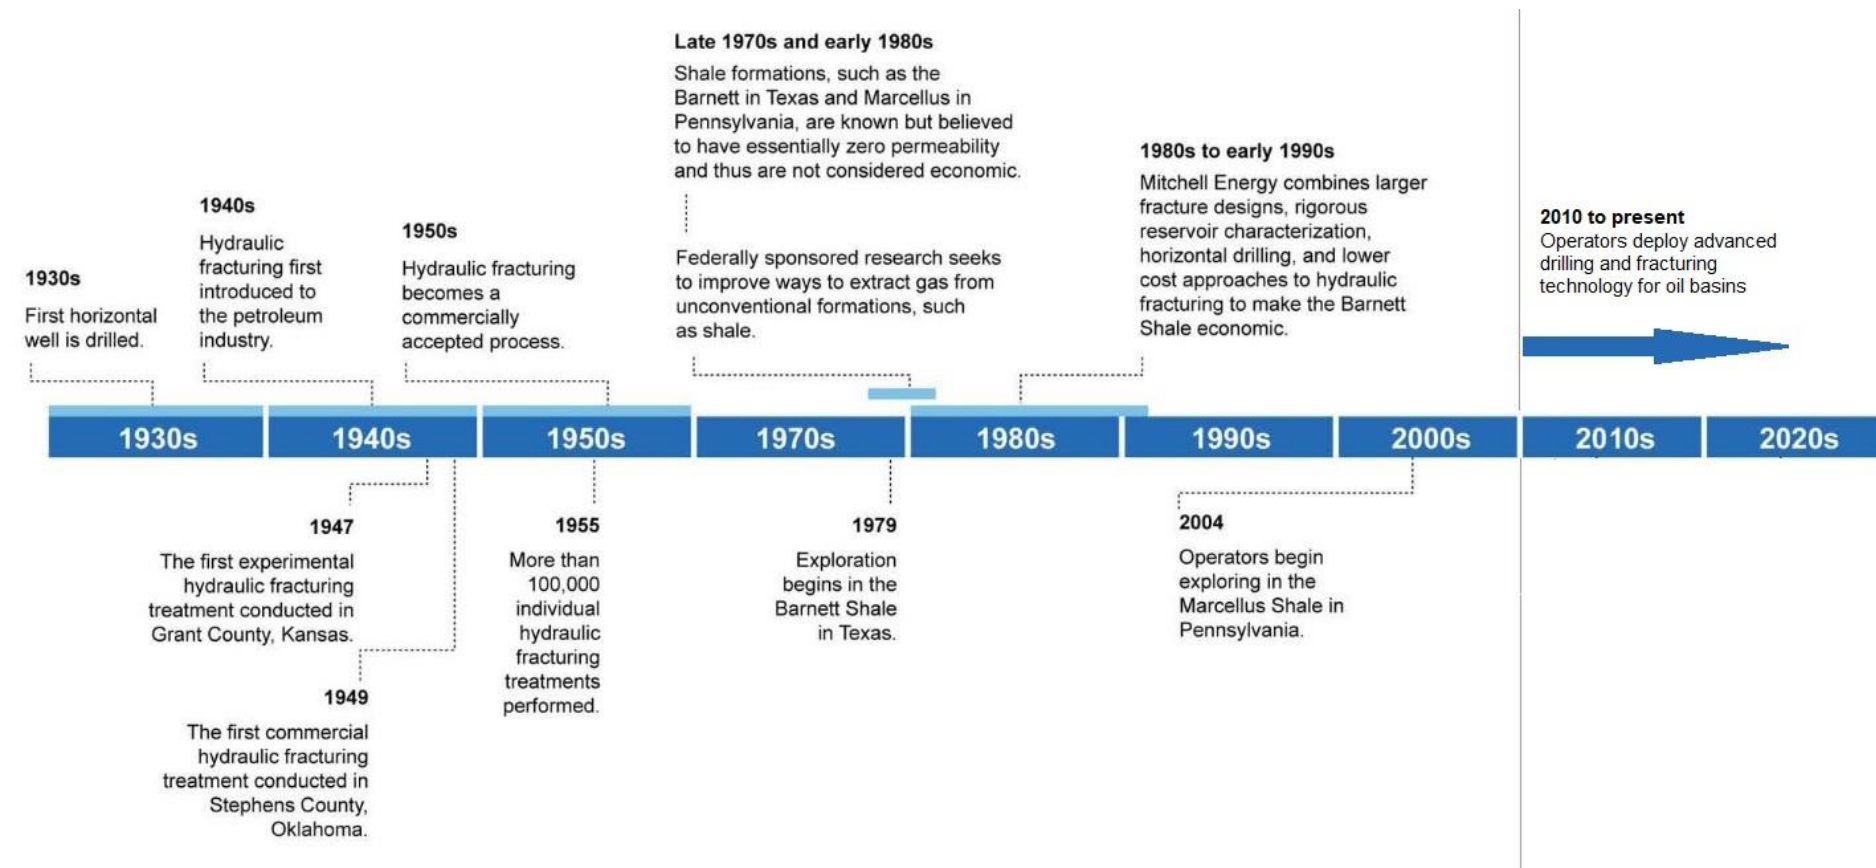 Late 1970s and early 1980s
Shale formations, such as the
Barnett in Texas and Marcellus in
Pennsylvania, are known but believed
to have essentially zero permeability
and thus are not considered economic.
Federally sponsored research seeks
to improve ways to extract gas from
unconventional formations, such
as shale.
1980s to early 1990s
Mitchell Energy combines larger
fracture designs, rigorous
reservoir characterization,
horizontal drilling, and lower
cost approaches to hydraulic
fracturing to make the Barnett
Shale economic.
2010 to present
Operators deploy advanced
drilling and fracturing
technology for oil basins
1930s
First horizontal
well is drilled.
1940s
Hydraulic
fracturing first
introduced to
the petroleum
industry.
1950s
Hydraulic fracturing
becomes a
commercially
accepted process.
1930s
1940s
1950s
1970s
1980s
1990s
2000s
2010s
2020s
1947
The first experimental
hydraulic fracturing
treatment conducted in
Grant County, Kansas.
1949
The first commercial
hydraulic fracturing
treatment conducted in
Stephens County,
Oklahoma.
1955
More than
100,000
individual
hydraulic
fracturing
treatments
performed.
1979
Exploration
begins in the
Barnett Shale
in Texas.
2004
Operators begin
exploring in the
Marcellus Shale in
Pennsylvania.